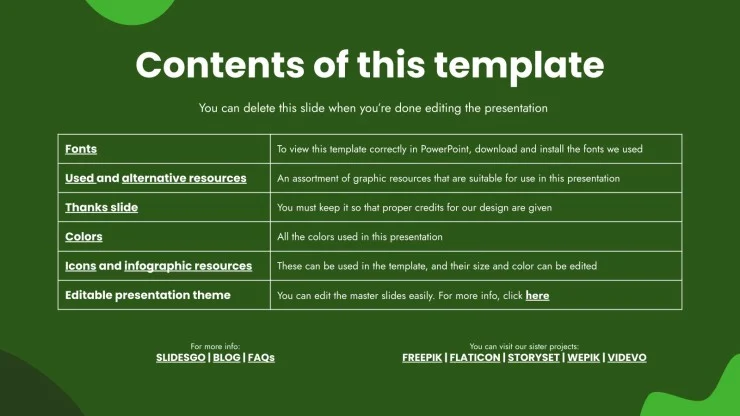 Contents of this template
You can delete this slide when you're done editing the presentation
Fonts
To view this template correctly in PowerPoint, download and install the fonts we used
Used and alternative resources
An assortment of graphic resources that are suitable for use in this presentation
Thanks slide
You must keep it so that proper credits for our design are given
Colors
All the colors used in this presentation
Icons and infographic resources
These can be used in the template, and their size and color can be edited
Editable presentation theme
You can edit the master slides easily. For more info, click here
For more info:
SLIDESGO | BLOG | FAQs
You can visit our sister projects:
FREEPIK | FLATICON | STORYSET | WEPIK | VIDEVO